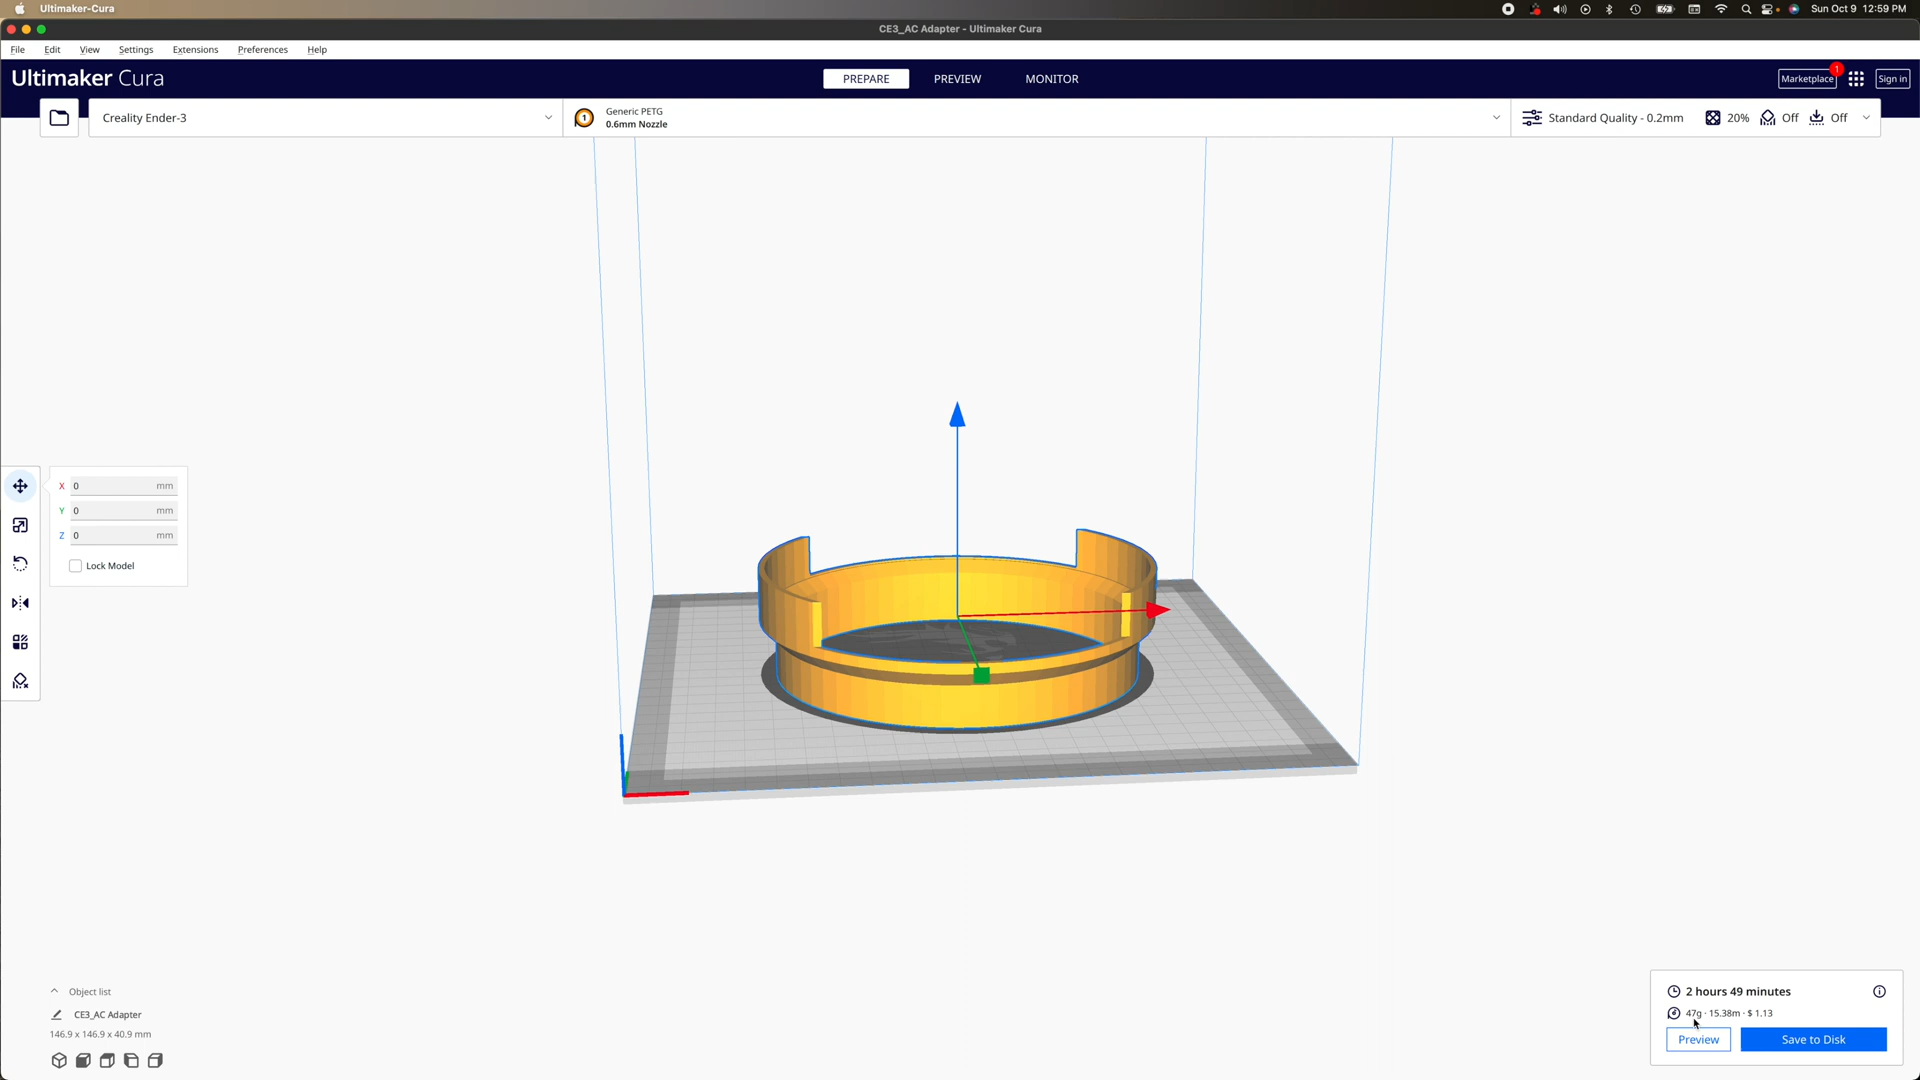 Ultimaker-Cura
Sun Oct 9 12:59 PM
CE3_AC Adapter - Ultimaker Cura
File Edit View Settings Extensions Preferences Help
Ultimaker Cura
PREPARE PREVIEW MONITOR
Marketplace 1 Sign in
Creality Ender-3
1 Generic PETG
0.6mm Nozzle
Standard Quality - 0.2mm 20% Off Off
X 0 mm
Y 0 mm
Z 0 mm
Lock Model
Object list
CE3_AC Adapter
146.9 x 146.9 x 40.9 mm
2 hours 49 minutes
47g · 15.38m · $ 1.13
Preview Save to Disk